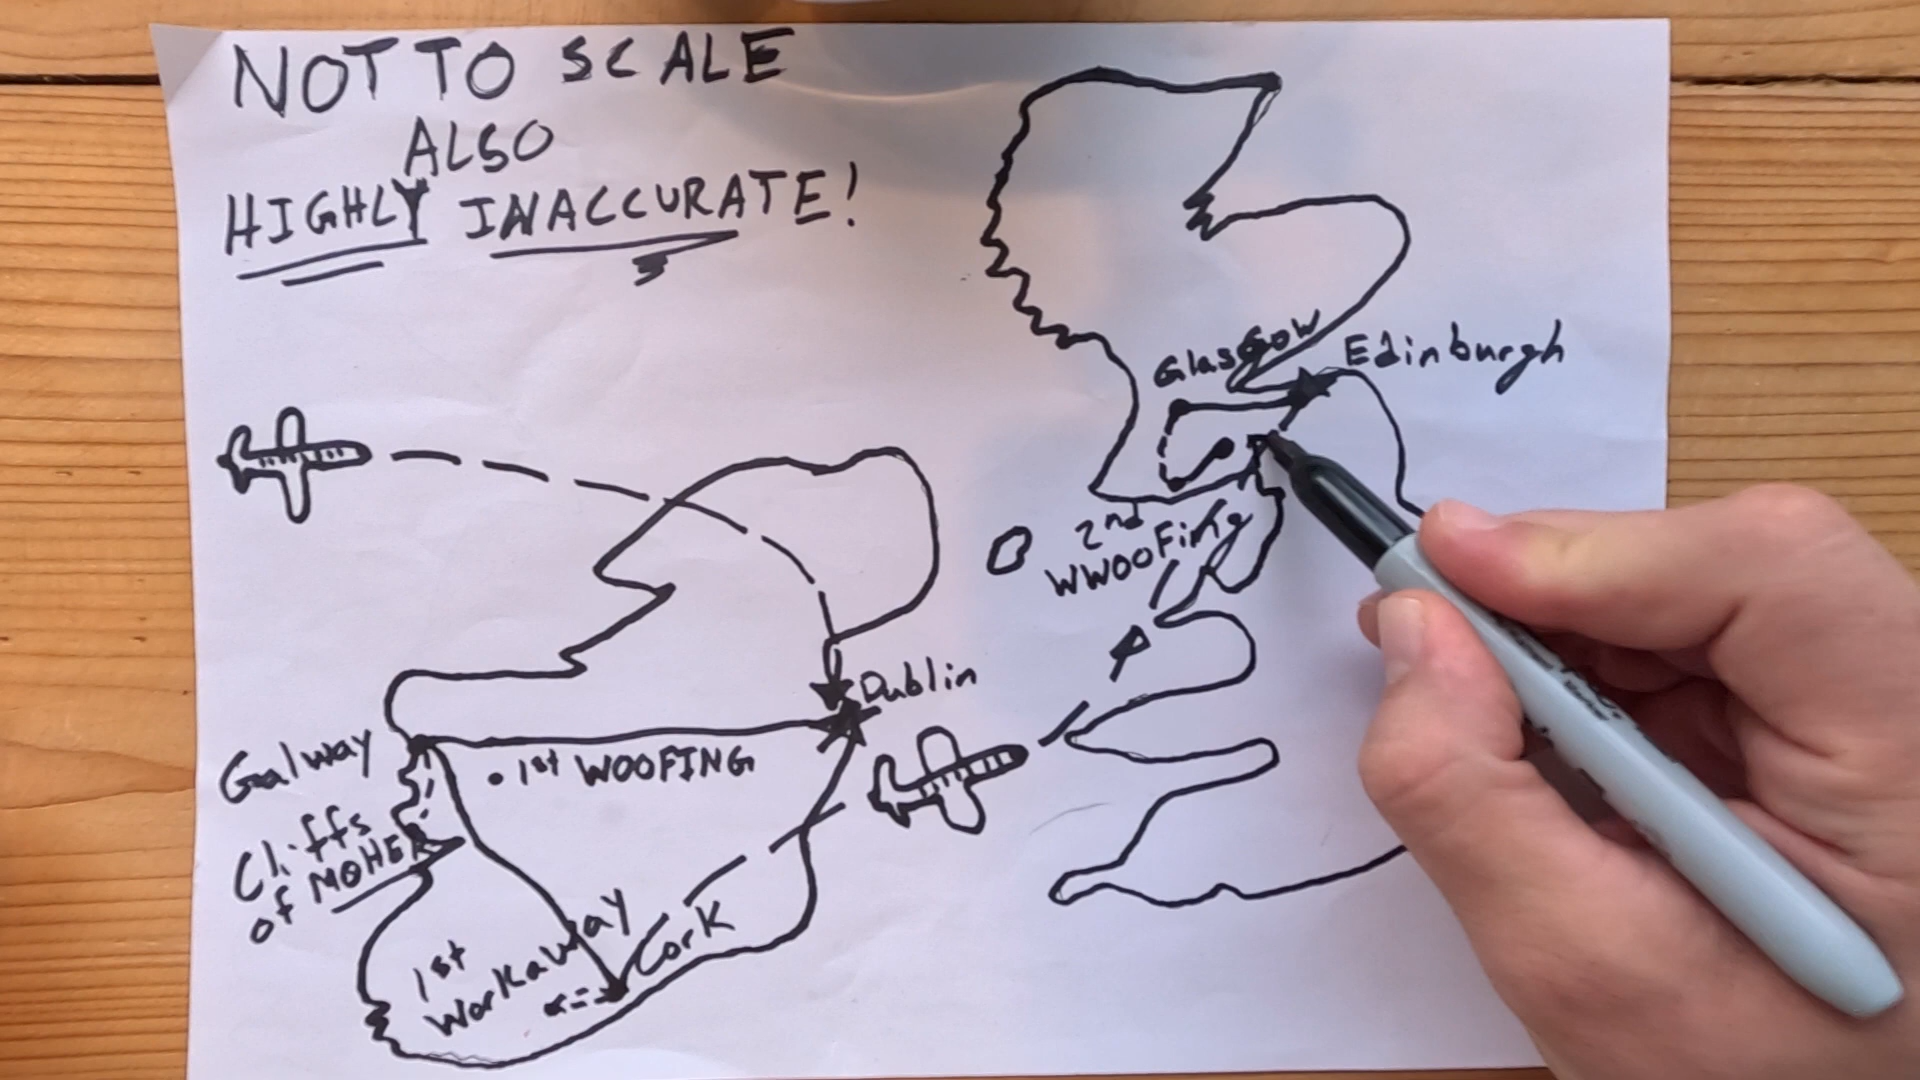 NOT TO SCALE
ALSO
HIGHLY INACCURATE!
Glasgow
Edinburgh
2nd
WWOOFing
Dublin
Galway
• 1st WOOFING
Cliffs
of MOHER
1st
Workaway
Cork